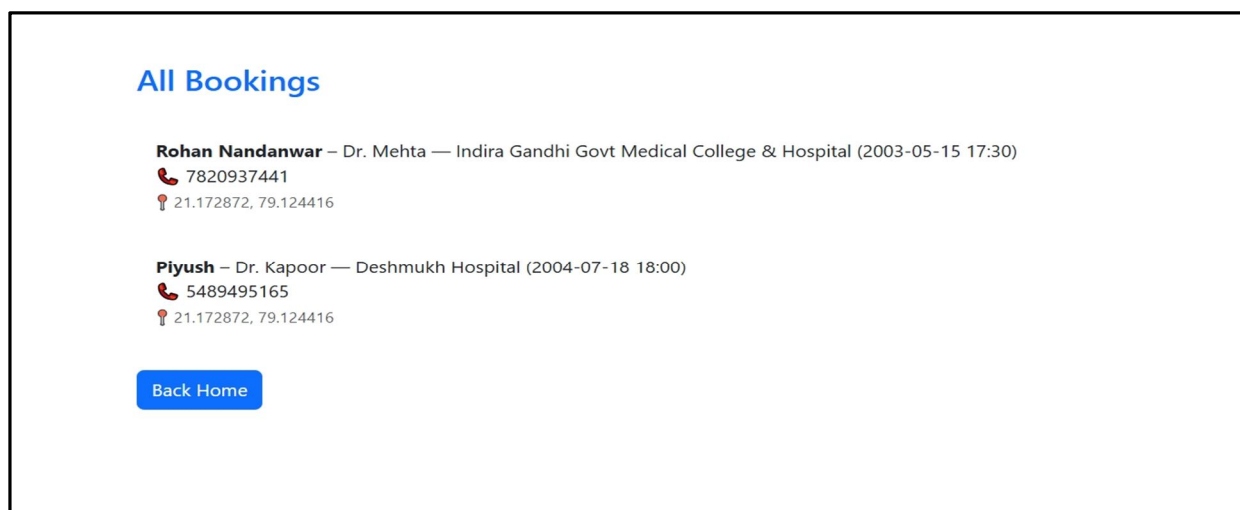 All Bookings
Rohan Nandanwar – Dr. Mehta — Indira Gandhi Govt Medical College & Hospital (2003-05-15 17:30)
7820937441
21.172872, 79.124416
Piyush – Dr. Kapoor — Deshmukh Hospital (2004-07-18 18:00)
5489495165
21.172872, 79.124416
Back Home